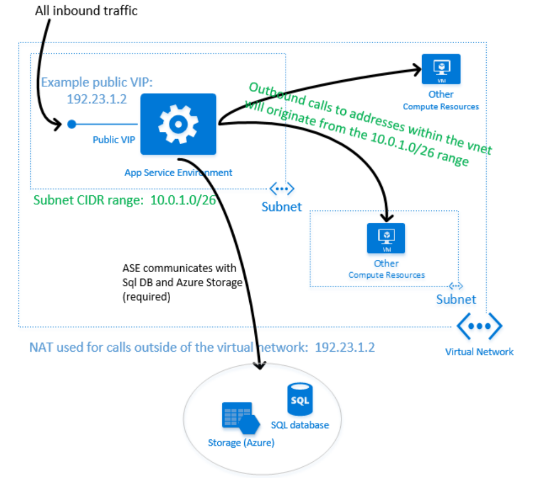 All inbound traffic
Example public VIP:
192.23.1.2
Public VIP
App Service Environment
Subnet CIDR range: 10.0.1.0/26
Subnet
Outbound calls to addresses within the vnet
will originate from the 10.0.1.0/26 range
VM
Other
Compute Resources
VM
Other
Compute Resources
Subnet
ASE communicates with
Sql DB and Azure Storage
(required)
NAT used for calls outside of the virtual network: 192.23.1.2
Virtual Network
SQL
SQL database
Storage (Azure)